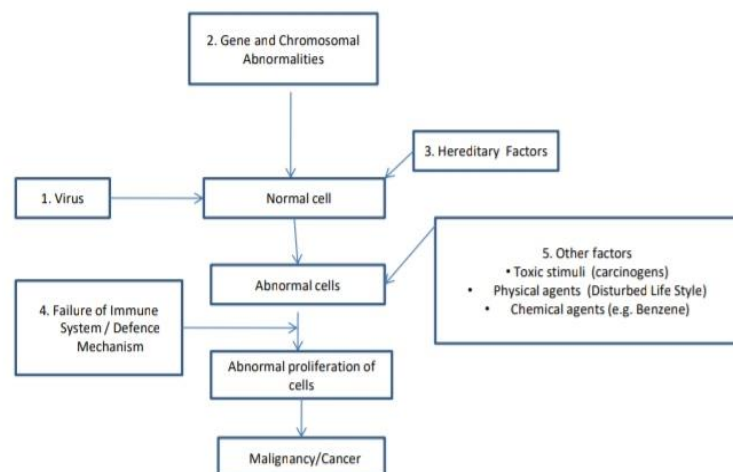 2. Gene and Chromosomal
Abnormalities
3. Hereditary Factors
1. Virus
Normal cell
5. Other factors
• Toxic stimuli (carcinogens)
• Physical agents (Disturbed Life Style)
• Chemical agents (e.g. Benzene)
Abnormal cells
4. Failure of Immune
System / Defence
Mechanism
Abnormal proliferation of
cells
Malignancy/Cancer